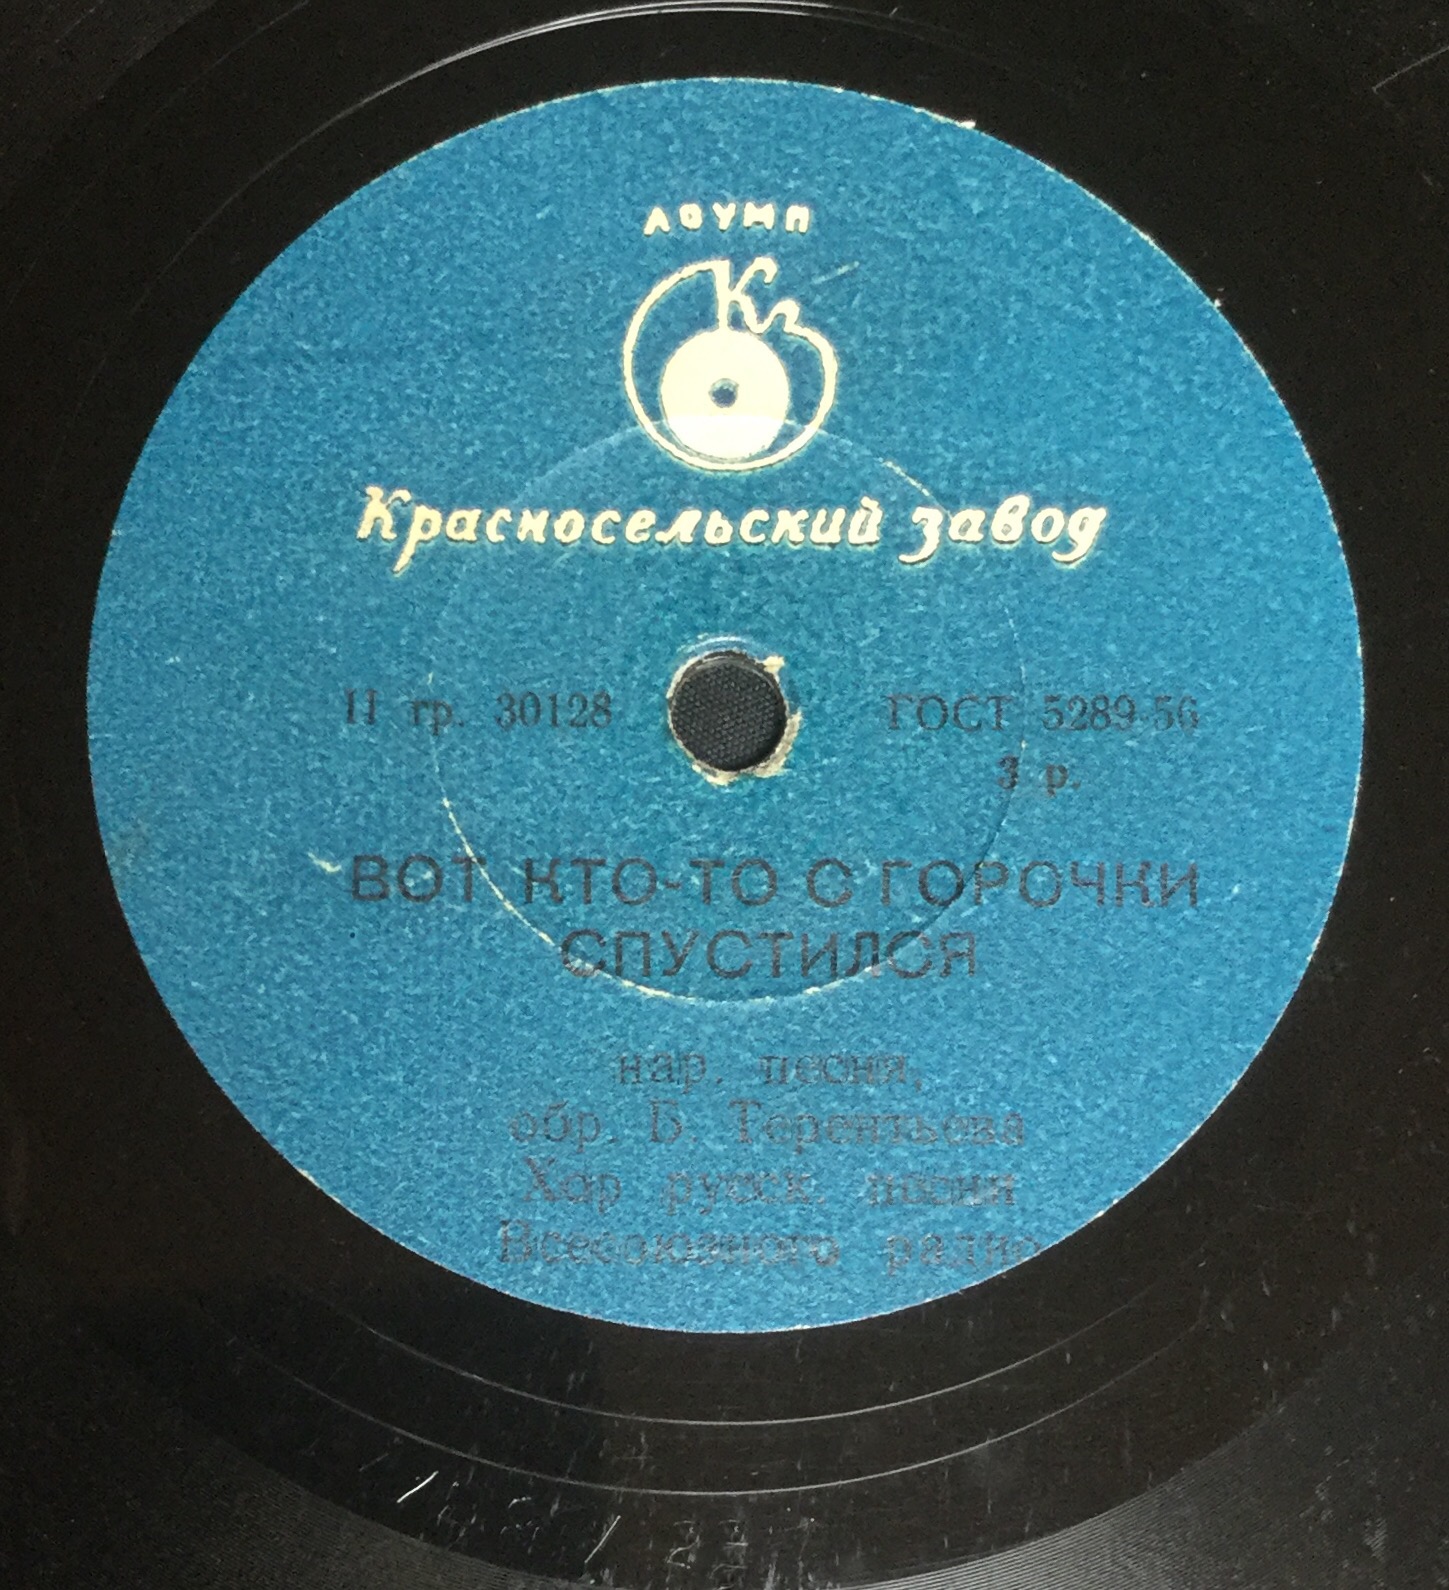 ЛОУМП
Кг
Красносельский завод
II гр. 30128 ГОСТ 5289-56
3 р.
ВОТ КТО-ТО С ГОРОЧКИ
СПУСТИЛСЯ
нар. песня,
обр. Б. Терентьева
Хор русск. песни
Всесоюзного радио